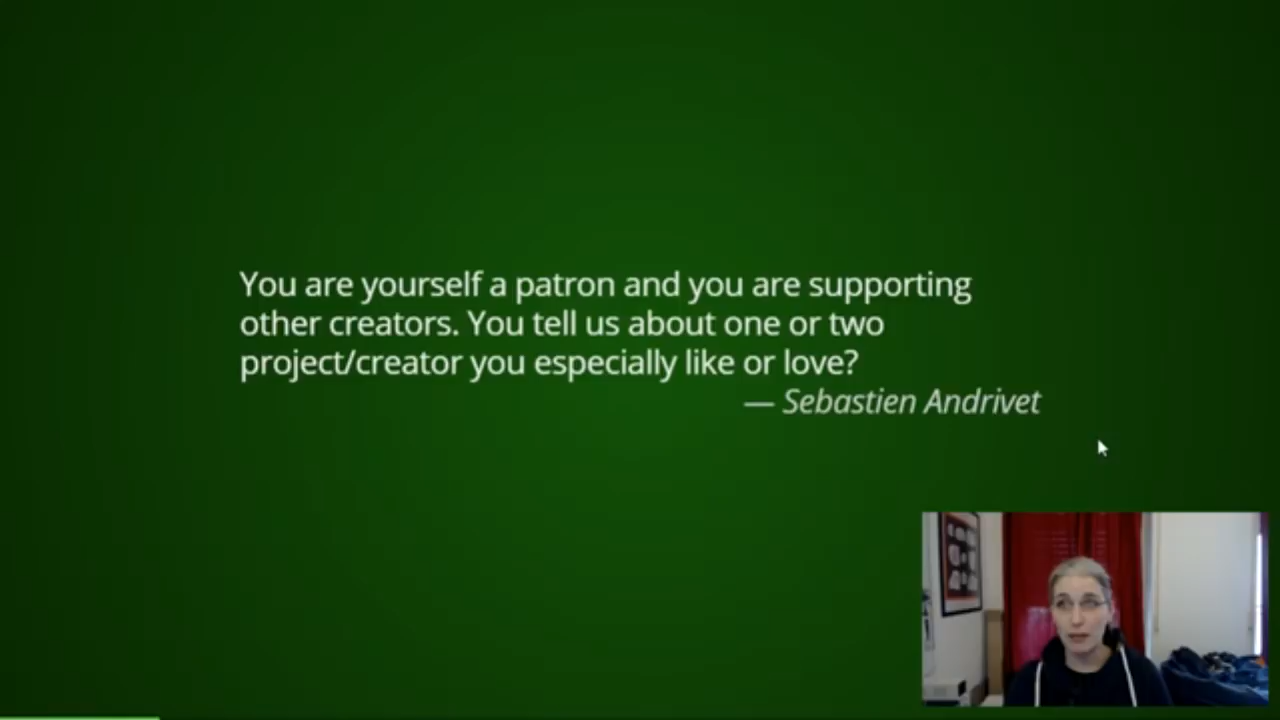 You are yourself a patron and you are supporting
other creators. You tell us about one or two
project/creator you especially like or love?
— Sebastien Andrivet